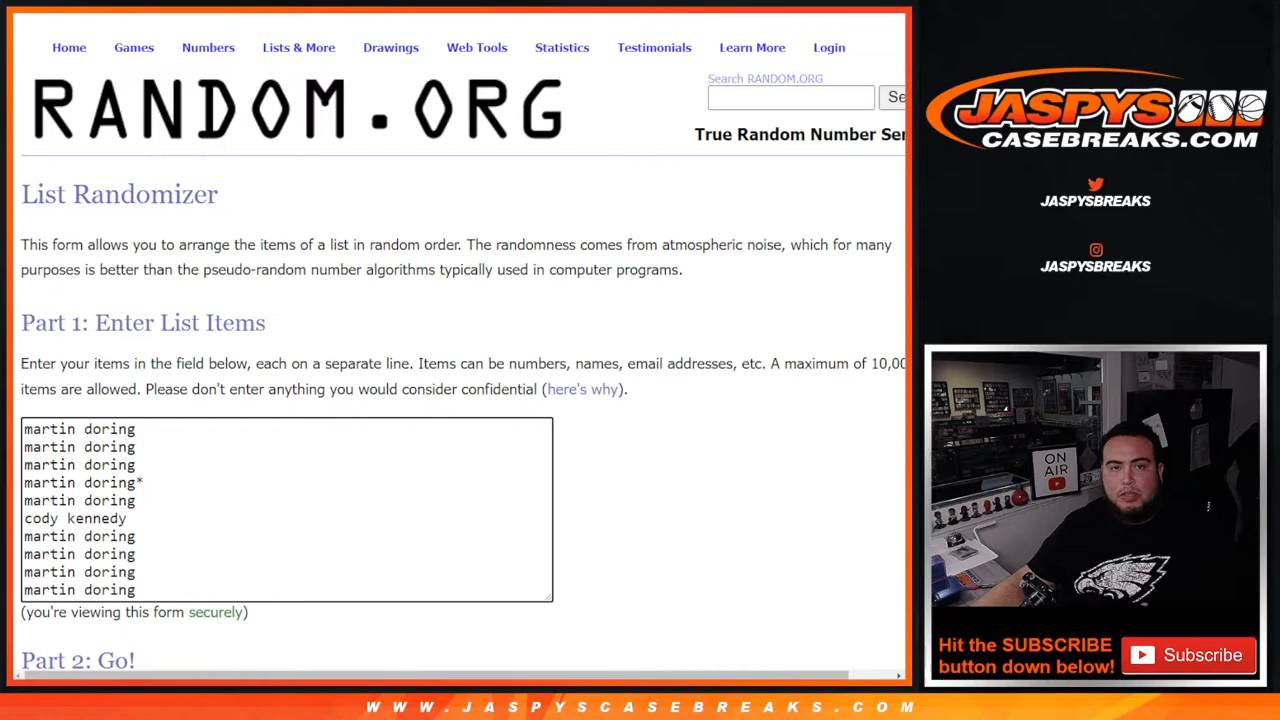 Home Games Numbers Lists & More Drawings Web Tools Statistics Testimonials Learn More Login
RANDOM.ORG
Search RANDOM.ORG
Se
True Random Number Ser
List Randomizer
This form allows you to arrange the items of a list in random order. The randomness comes from atmospheric noise, which for many
purposes is better than the pseudo-random number algorithms typically used in computer programs.
Part 1: Enter List Items
Enter your items in the field below, each on a separate line. Items can be numbers, names, email addresses, etc. A maximum of 10,00
items are allowed. Please don't enter anything you would consider confidential (here's why).
martin doring
martin doring
martin doring
martin doring*
martin doring
cody kennedy
martin doring
martin doring
martin doring
martin doring
(you're viewing this form securely)
Part 2: Go!
JASPYS
CASEBREAKS.COM
JASPYSBREAKS
JASPYSBREAKS
ON
AIR
Hit the SUBSCRIBE
button down below!
Subscribe
WWW.JASPYSCASEBREAKS.COM